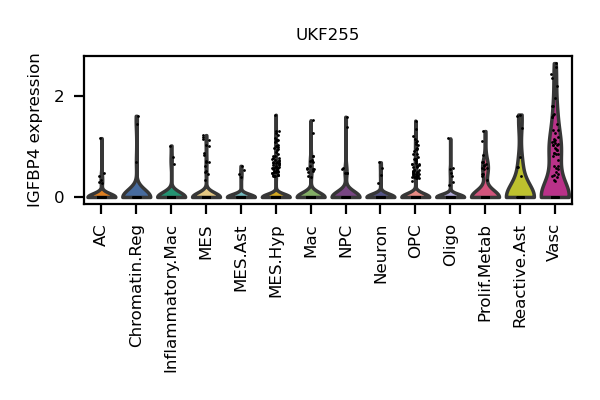 UKF255
IGFBP4 expression
2
0
AC
Chromatin.Reg
Inflammatory.Mac
MES
MES.Ast
MES.Hyp
Mac
NPC
Neuron
OPC
Oligo
Prolif.Metab
Reactive.Ast
Vasc